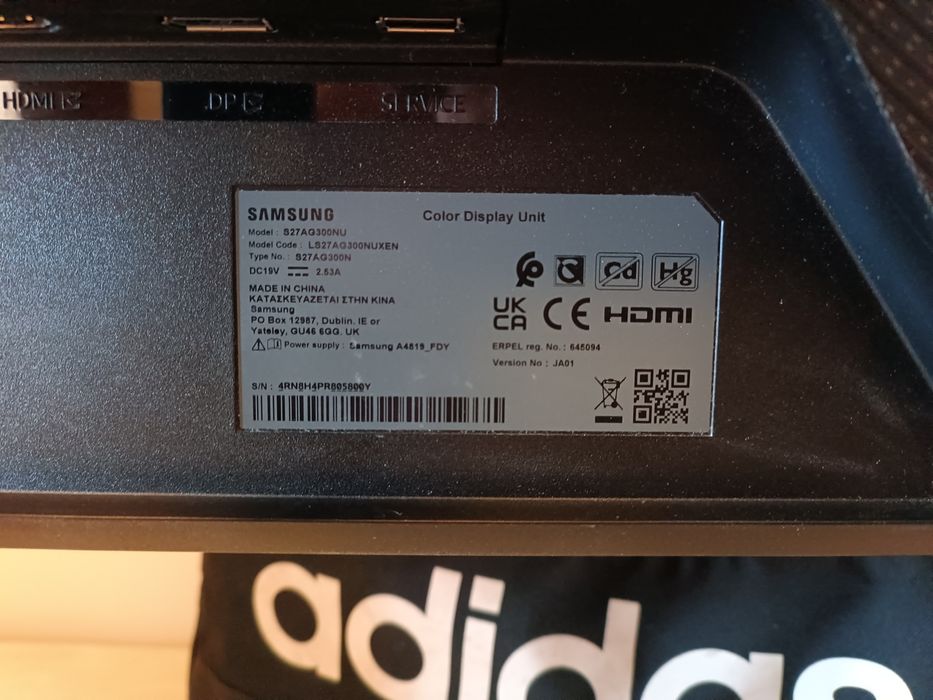 HDMI
DP
SERVICE
SAMSUNG
Color Display Unit
Model : S27AG300NU
Model Code : LS27AG300NUXEN
Type No. : S27AG300N
DC19V 2.53A
MADE IN CHINA
ΚΑΤΑΣΚΕΥΑΖΕΤΑΙ ΣΤΗΝ ΚΙΝΑ
Samsung
PO Box 12987, Dublin. IE or
Yateley, GU46 6GG. UK
Power supply : Samsung A4819_FDY
S/N : 4RN8H4PR805800Y
Cd
Hg
UK
CA
CE
HDMI
ERPEL reg. No. : 645094
Version No : JA01
adidas